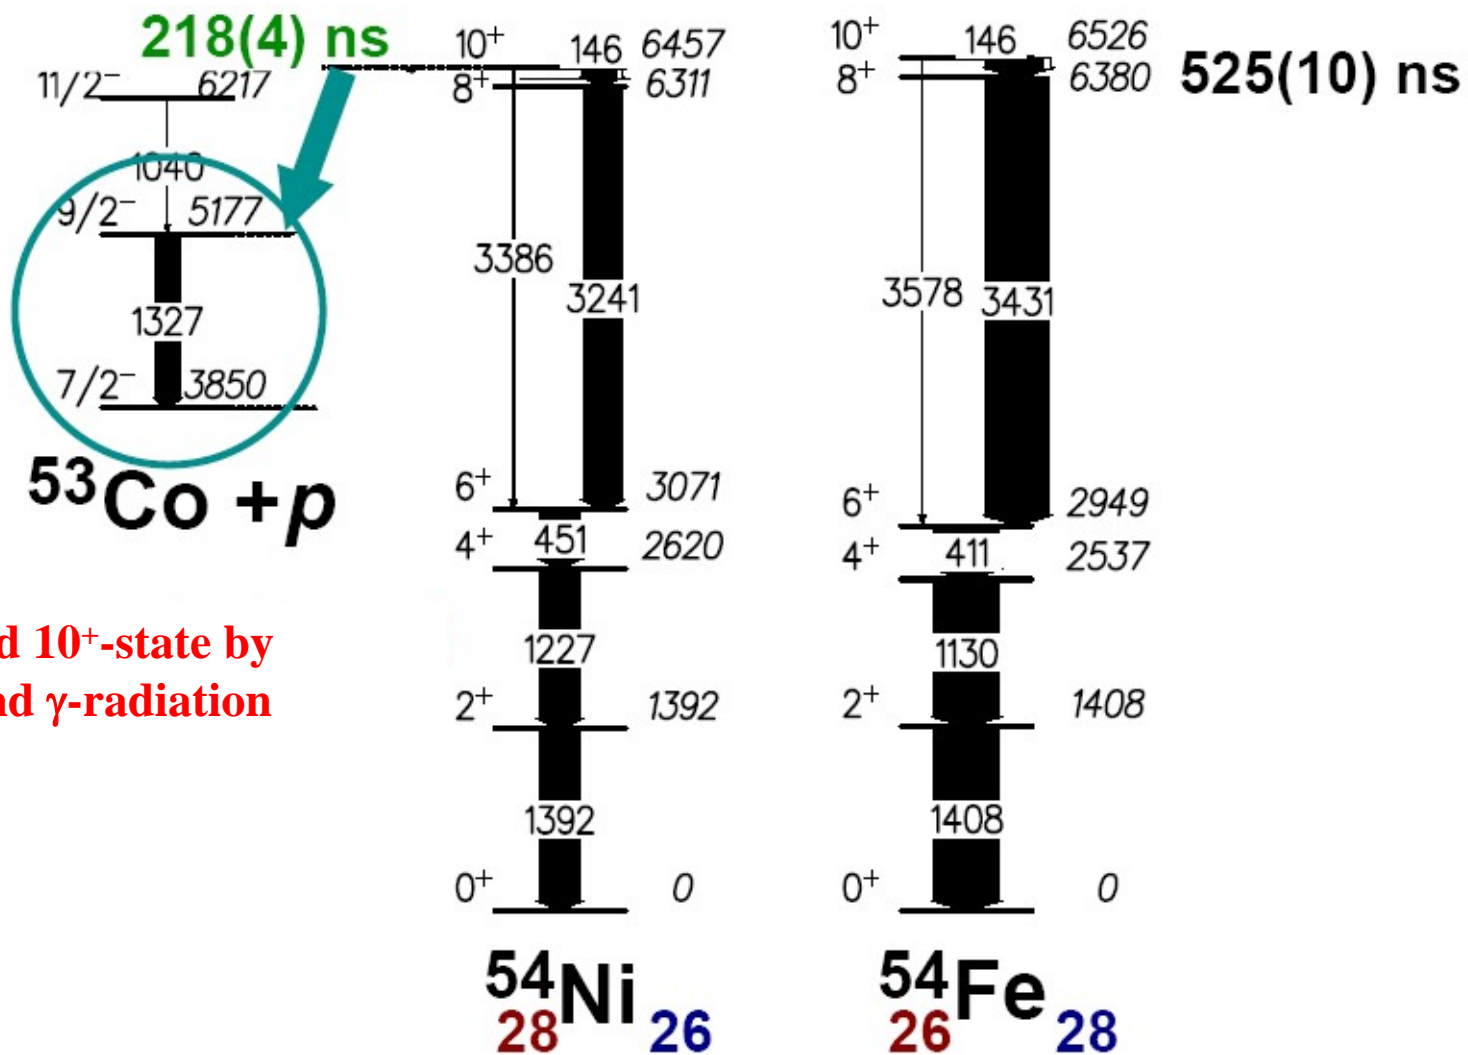 218(4) ns
11/2⁻ 6217
1040
9/2⁻ 5177
1327
7/2⁻ 3850
⁵³Co +p
d 10⁺-state by
nd γ-radiation
10⁺ 146 6457
8⁺ 6311
3386
3241
6⁺ 3071
4⁺ 451 2620
1227
2⁺ 1392
1392
0⁺ 0
⁵⁴Ni
28 26
10⁺ 146 6526
8⁺ 6380
525(10) ns
3578
3431
6⁺ 2949
4⁺ 411 2537
1130
2⁺ 1408
1408
0⁺ 0
⁵⁴Fe
26 28